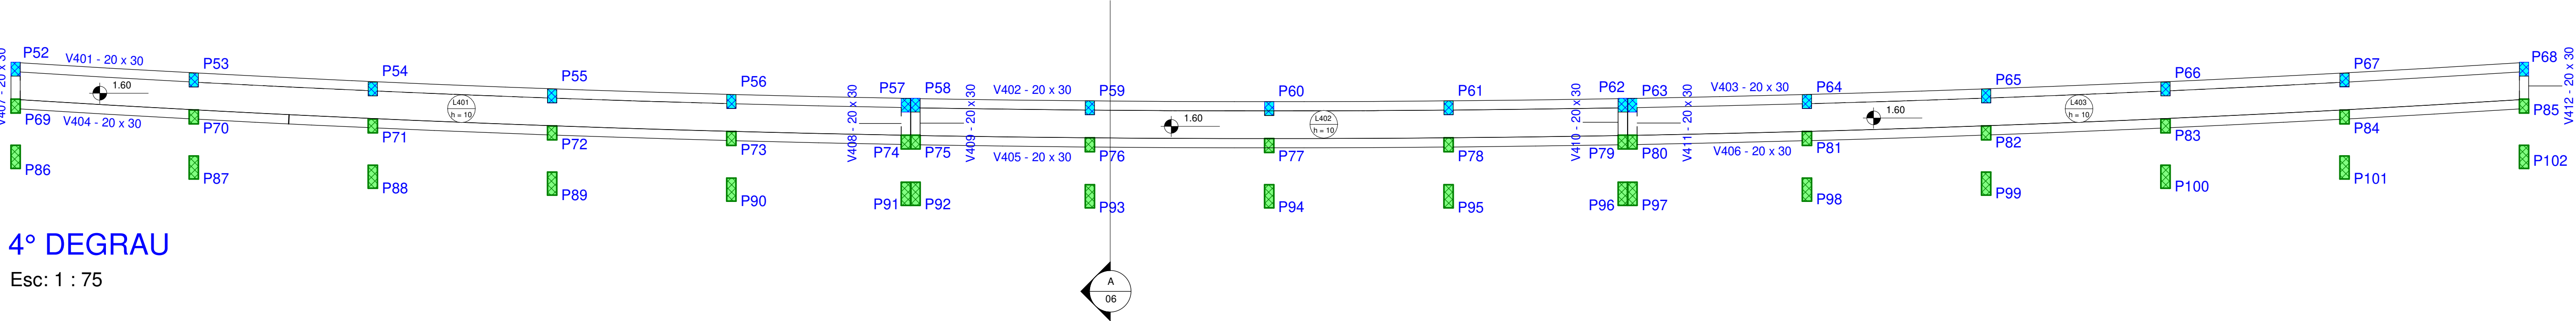 P52
V401 - 20 x 30
P53
P54
P55
P56
P57
P58
V402 - 20 x 30
P59
P60
P61
P62
P63
V403 - 20 x 30
P64
P65
P66
P67
P68
V407 - 20 x 30
1.60
L401
h = 10
V408 - 20 x 30
V409 - 20 x 30
1.60
L402
h = 10
V410 - 20 x 30
V411 - 20 x 30
1.60
L403
h = 10
V412 - 20 x 30
P69
V404 - 20 x 30
P70
P71
P72
P73
P74
P75
V405 - 20 x 30
P76
P77
P78
P79
P80
V406 - 20 x 30
P81
P82
P83
P84
P85
P86
P87
P88
P89
P90
P91
P92
P93
P94
P95
P96
P97
P98
P99
P100
P101
P102
4° DEGRAU
Esc: 1 : 75
A
06